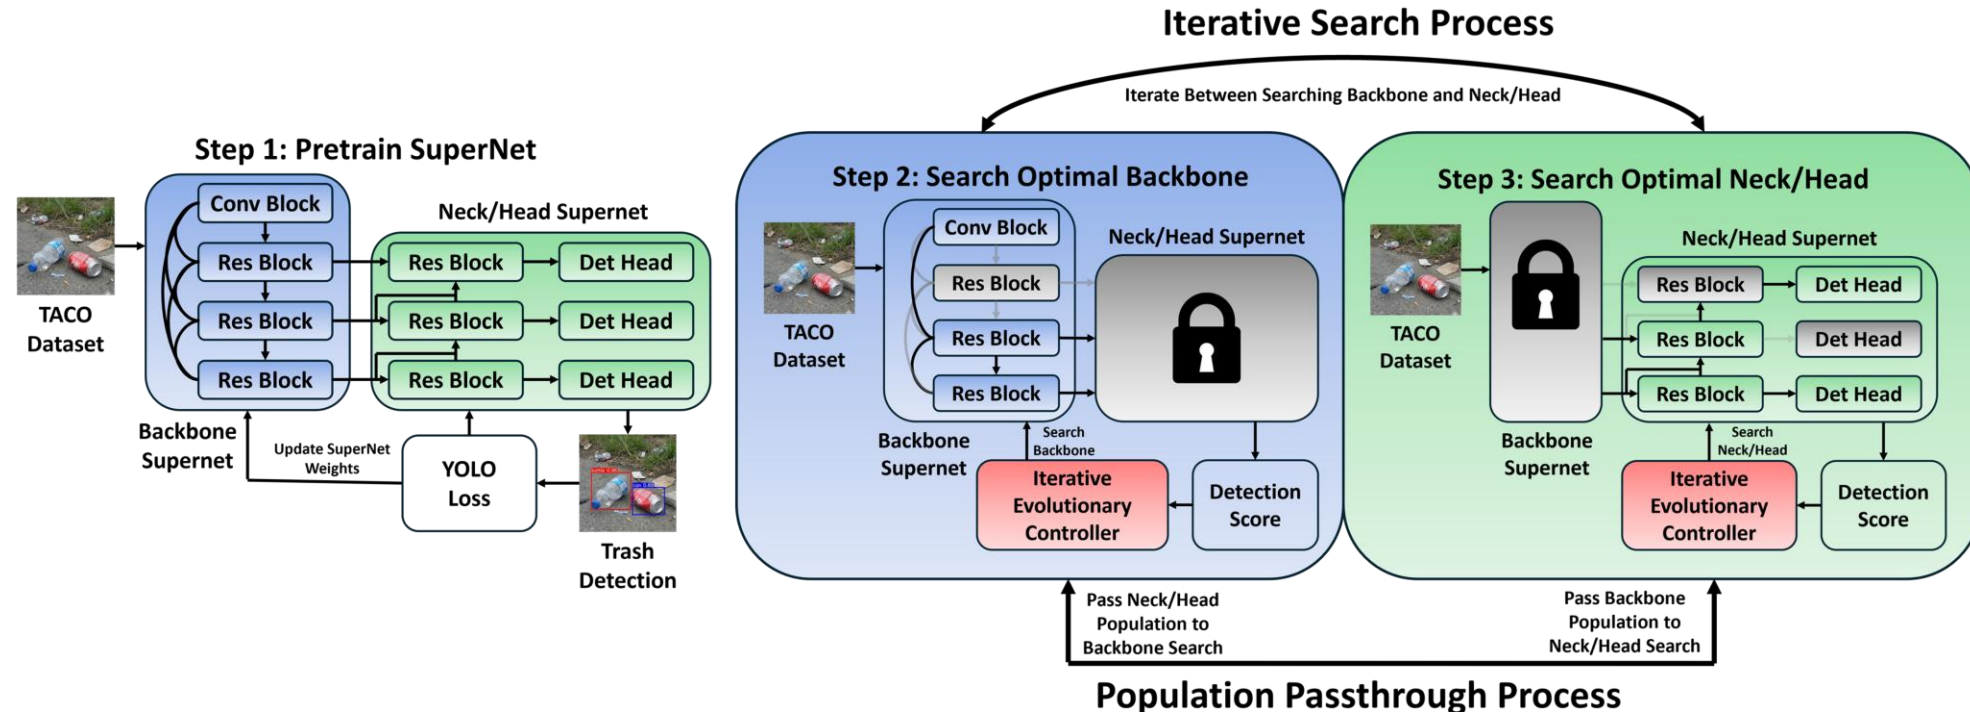 Iterative Search Process
Iterate Between Searching Backbone and Neck/Head
Step 1: Pretrain SuperNet
Conv Block
Res Block
Res Block
Res Block
Neck/Head Supernet
Res Block
Det Head
Res Block
Det Head
Res Block
Det Head
TACO
Dataset
Backbone
Supernet
Update SuperNet
Weights
YOLO
Loss
Trash
Detection
Step 2: Search Optimal Backbone
TACO
Dataset
Conv Block
Res Block
Res Block
Res Block
Neck/Head Supernet
Backbone
Supernet
Search
Backbone
Iterative
Evolutionary
Controller
Detection
Score
Step 3: Search Optimal Neck/Head
TACO
Dataset
Neck/Head Supernet
Res Block
Det Head
Res Block
Det Head
Res Block
Det Head
Backbone
Supernet
Search
Neck/Head
Iterative
Evolutionary
Controller
Detection
Score
Pass Neck/Head
Population to
Backbone Search
Pass Backbone
Population to
Neck/Head Search
Population Passthrough Process